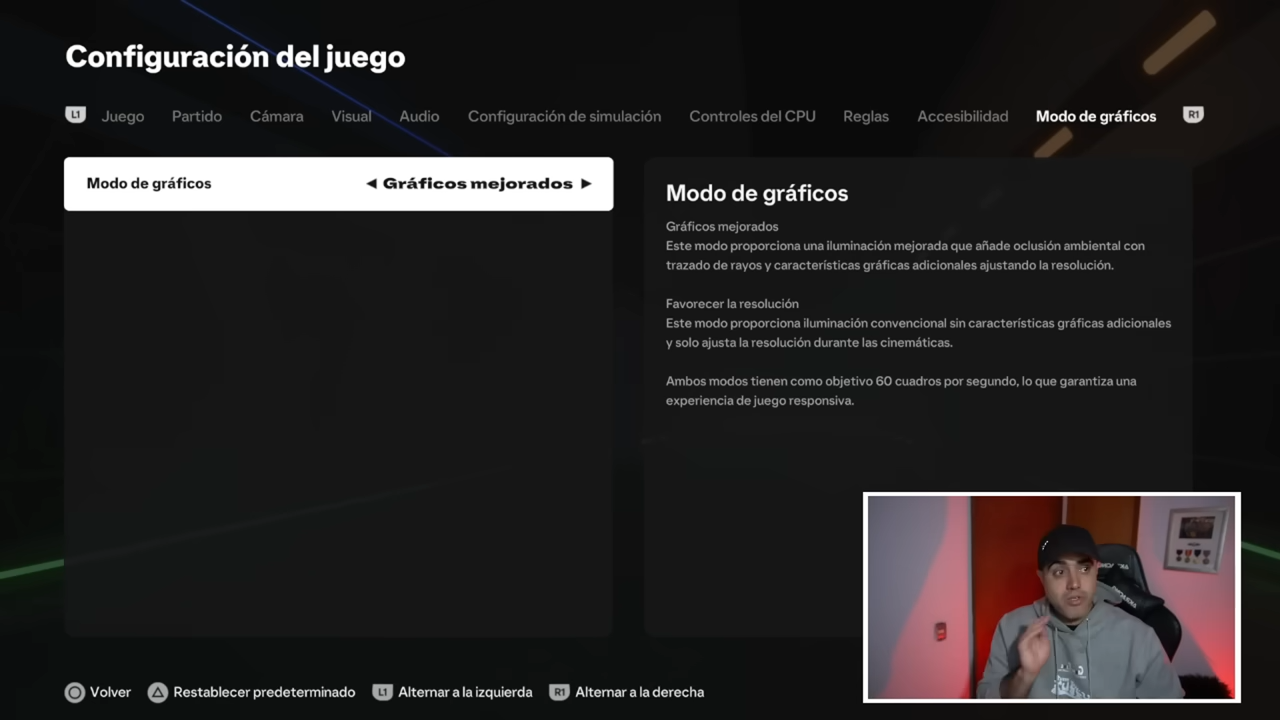 Configuración del juego
L1 Juego Partido Cámara Visual Audio Configuración de simulación Controles del CPU Reglas Accesibilidad Modo de gráficos R1
Modo de gráficos ◀ Gráficos mejorados ▶
Modo de gráficos
Gráficos mejorados
Este modo proporciona una iluminación mejorada que añade oclusión ambiental con
trazado de rayos y características gráficas adicionales ajustando la resolución.
Favorecer la resolución
Este modo proporciona iluminación convencional sin características gráficas adicionales
y solo ajusta la resolución durante las cinemáticas.
Ambos modos tienen como objetivo 60 cuadros por segundo, lo que garantiza una
experiencia de juego responsiva.
Volver Restablecer predeterminado L1 Alternar a la izquierda R1 Alternar a la derecha